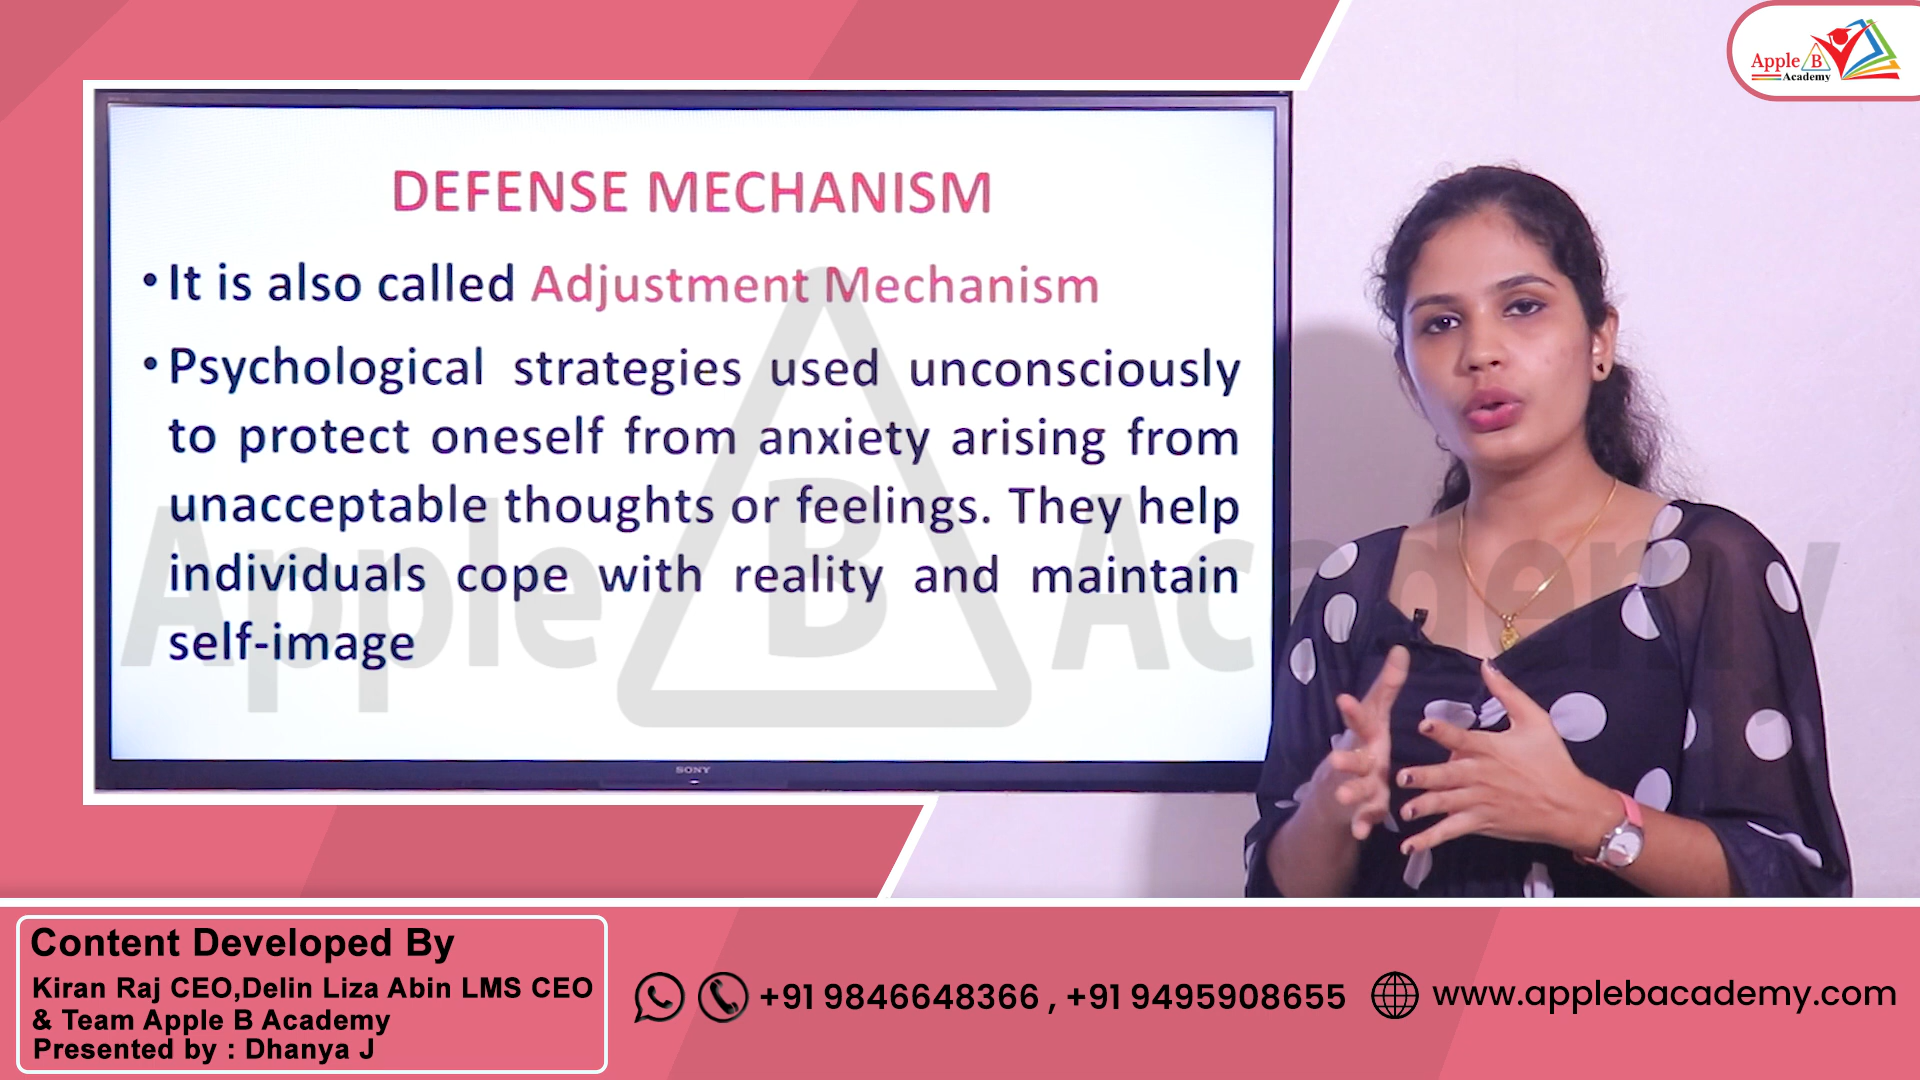 Apple B
Academy
DEFENSE MECHANISM
• It is also called Adjustment Mechanism
• Psychological strategies used unconsciously
to protect oneself from anxiety arising from
unacceptable thoughts or feelings. They help
individuals cope with reality and maintain
self-image
Apple B Academy
SONY
Content Developed By
Kiran Raj CEO,Delin Liza Abin LMS CEO
& Team Apple B Academy
Presented by : Dhanya J
+91 9846648366 , +91 9495908655
www.applebacademy.com